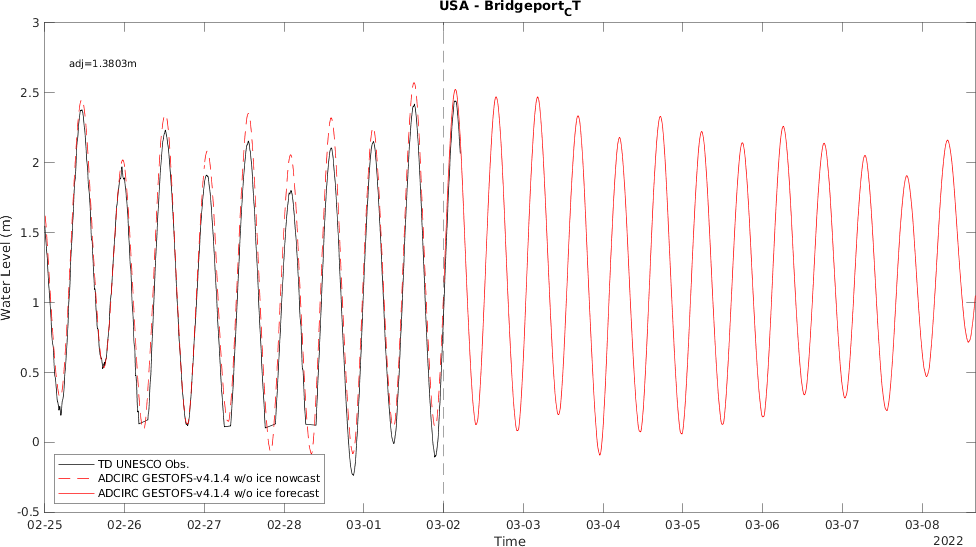 USA - BridgeportCT
adj=1.3803m
3
2.5
2
1.5
1
0.5
0
-0.5
Water Level (m)
TD UNESCO Obs.
ADCIRC GESTOFS-v4.1.4 w/o ice nowcast
ADCIRC GESTOFS-v4.1.4 w/o ice forecast
02-25 02-26 02-27 02-28 03-01 03-02 03-03 03-04 03-05 03-06 03-07 03-08
Time
2022